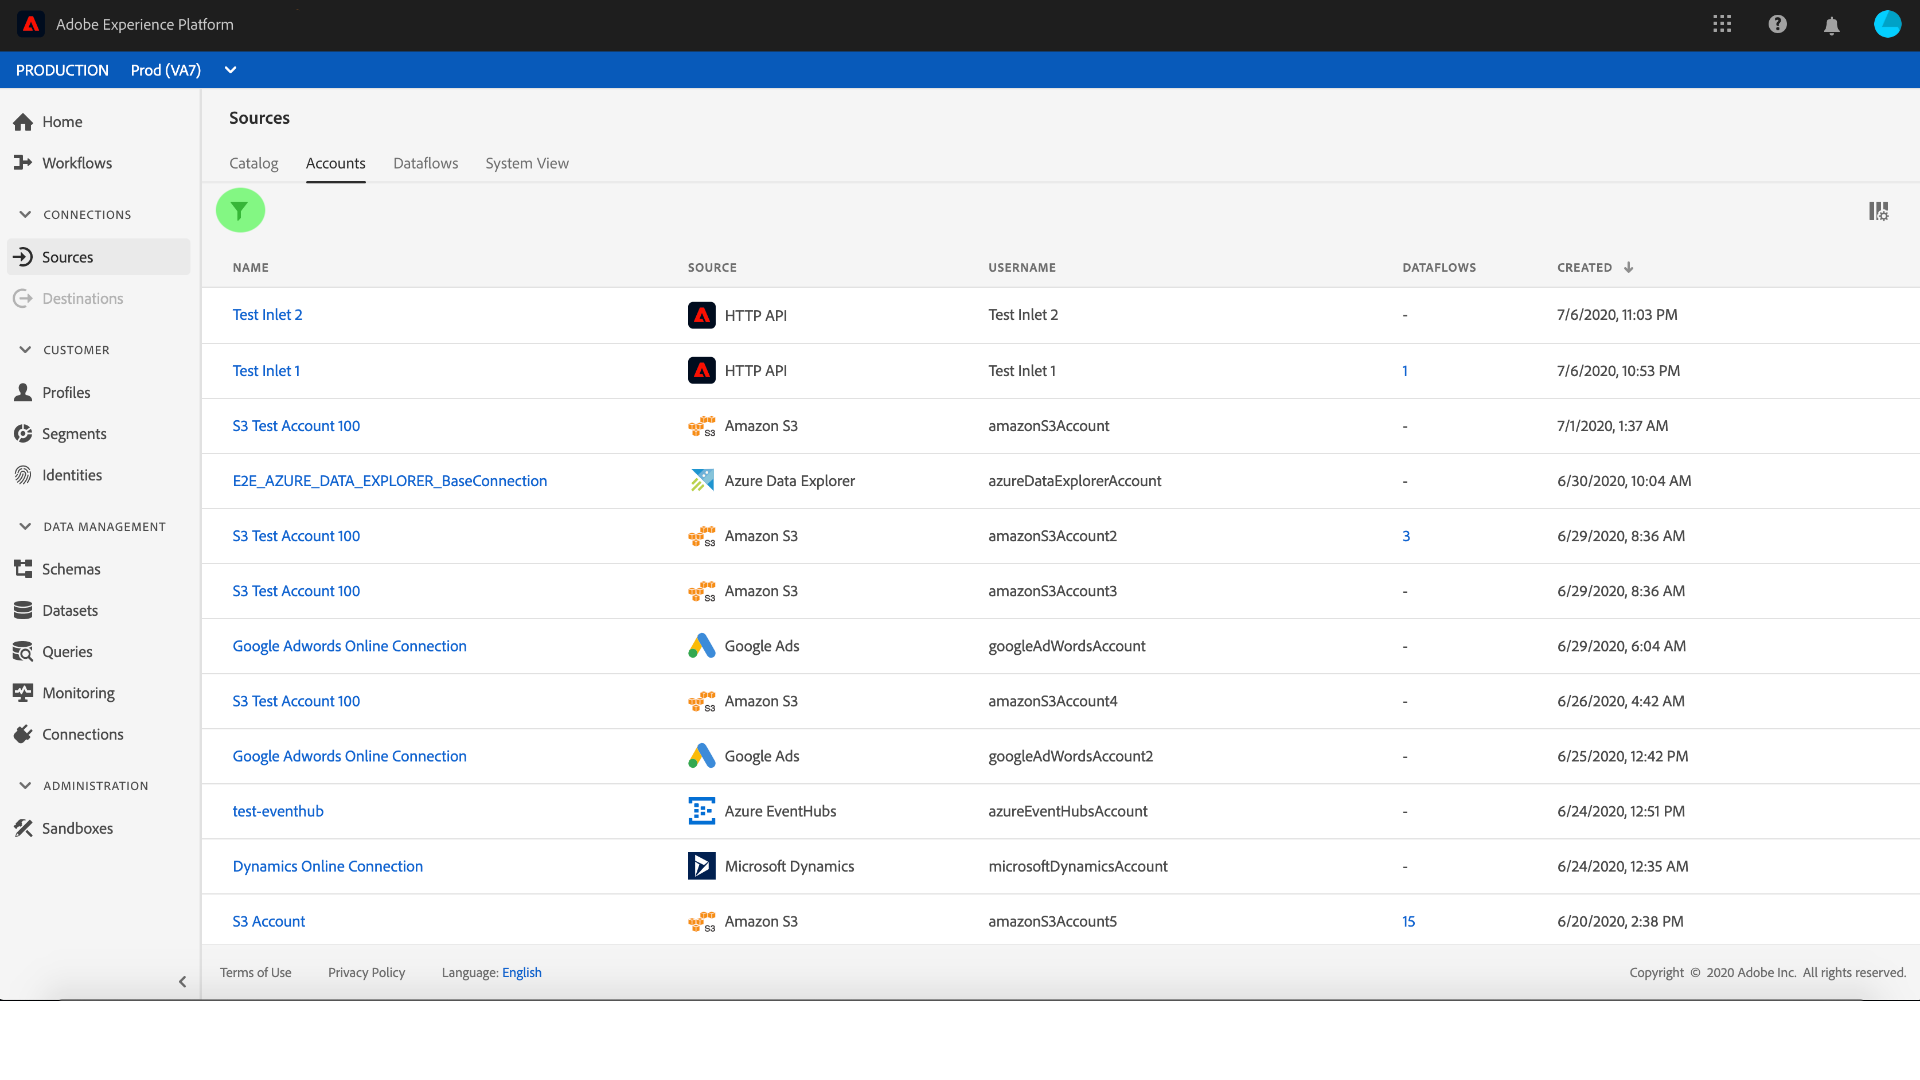 Adobe Experience Platform
PRODUCTION Prod (VA7)
Home
Workflows
CONNECTIONS
Sources
Destinations
CUSTOMER
Profiles
Segments
Identities
DATA MANAGEMENT
Schemas
Datasets
Queries
Monitoring
Connections
ADMINISTRATION
Sandboxes
Sources
Catalog Accounts Dataflows System View
NAME SOURCE USERNAME DATAFLOWS CREATED
Test Inlet 2 HTTP API Test Inlet 2 - 7/6/2020, 11:03 PM
Test Inlet 1 HTTP API Test Inlet 1 1 7/6/2020, 10:53 PM
S3 Test Account 100 S3 Amazon S3 amazonS3Account - 7/1/2020, 1:37 AM
E2E_AZURE_DATA_EXPLORER_BaseConnection Azure Data Explorer azureDataExplorerAccount - 6/30/2020, 10:04 AM
S3 Test Account 100 S3 Amazon S3 amazonS3Account2 3 6/29/2020, 8:36 AM
S3 Test Account 100 S3 Amazon S3 amazonS3Account3 - 6/29/2020, 8:36 AM
Google Adwords Online Connection Google Ads googleAdWordsAccount - 6/29/2020, 6:04 AM
S3 Test Account 100 S3 Amazon S3 amazonS3Account4 - 6/26/2020, 4:42 AM
Google Adwords Online Connection Google Ads googleAdWordsAccount2 - 6/25/2020, 12:42 PM
test-eventhub Azure EventHubs azureEventHubsAccount - 6/24/2020, 12:51 PM
Dynamics Online Connection Microsoft Dynamics microsoftDynamicsAccount - 6/24/2020, 12:35 AM
S3 Account S3 Amazon S3 amazonS3Account5 15 6/20/2020, 2:38 PM
Terms of Use Privacy Policy Language: English Copyright © 2020 Adobe Inc. All rights reserved.